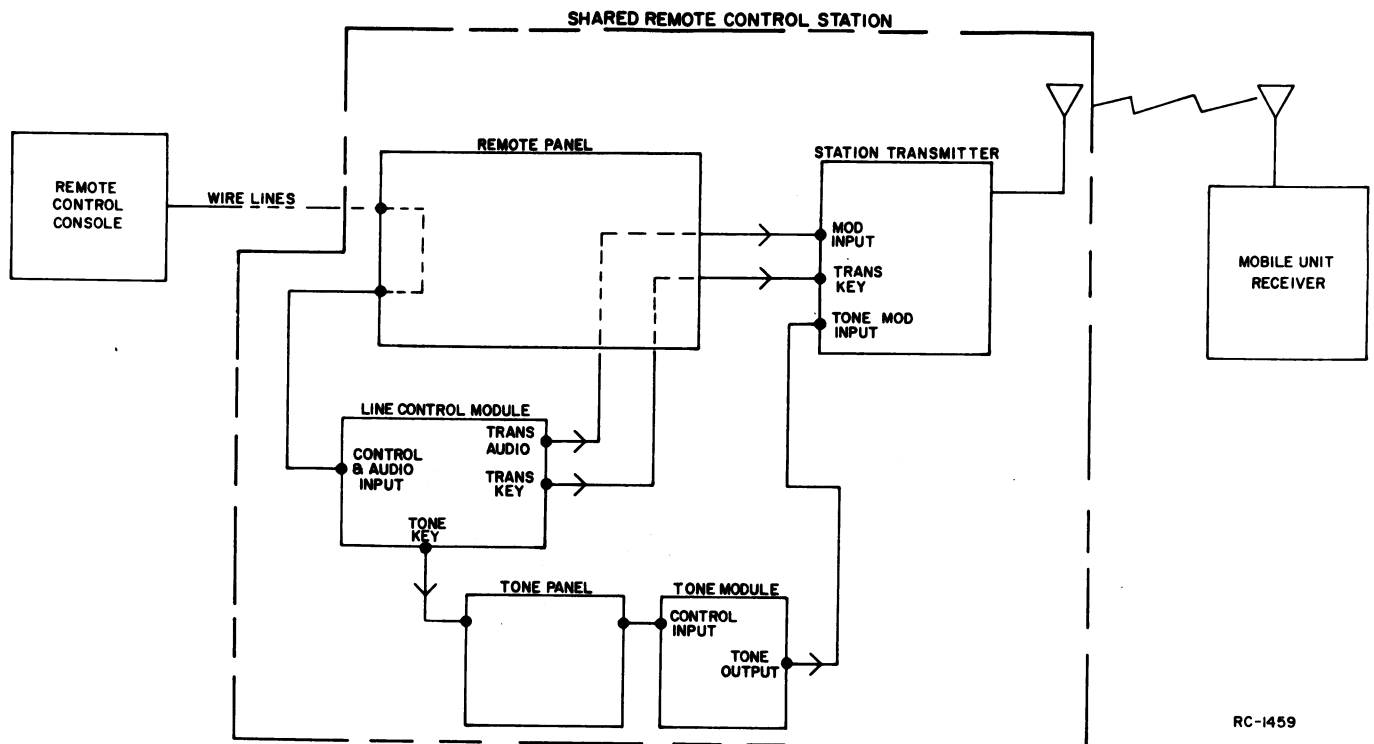 SHARED REMOTE CONTROL STATION
REMOTE
CONTROL
CONSOLE
WIRE LINES
REMOTE PANEL
STATION TRANSMITTER
MOD
INPUT
TRANS
KEY
TONE MOD
INPUT
MOBILE UNIT
RECEIVER
LINE CONTROL MODULE
CONTROL
& AUDIO
INPUT
TRANS
AUDIO
TRANS
KEY
TONE
KEY
TONE PANEL
TONE MODULE
CONTROL
INPUT
TONE
OUTPUT
RC-1459